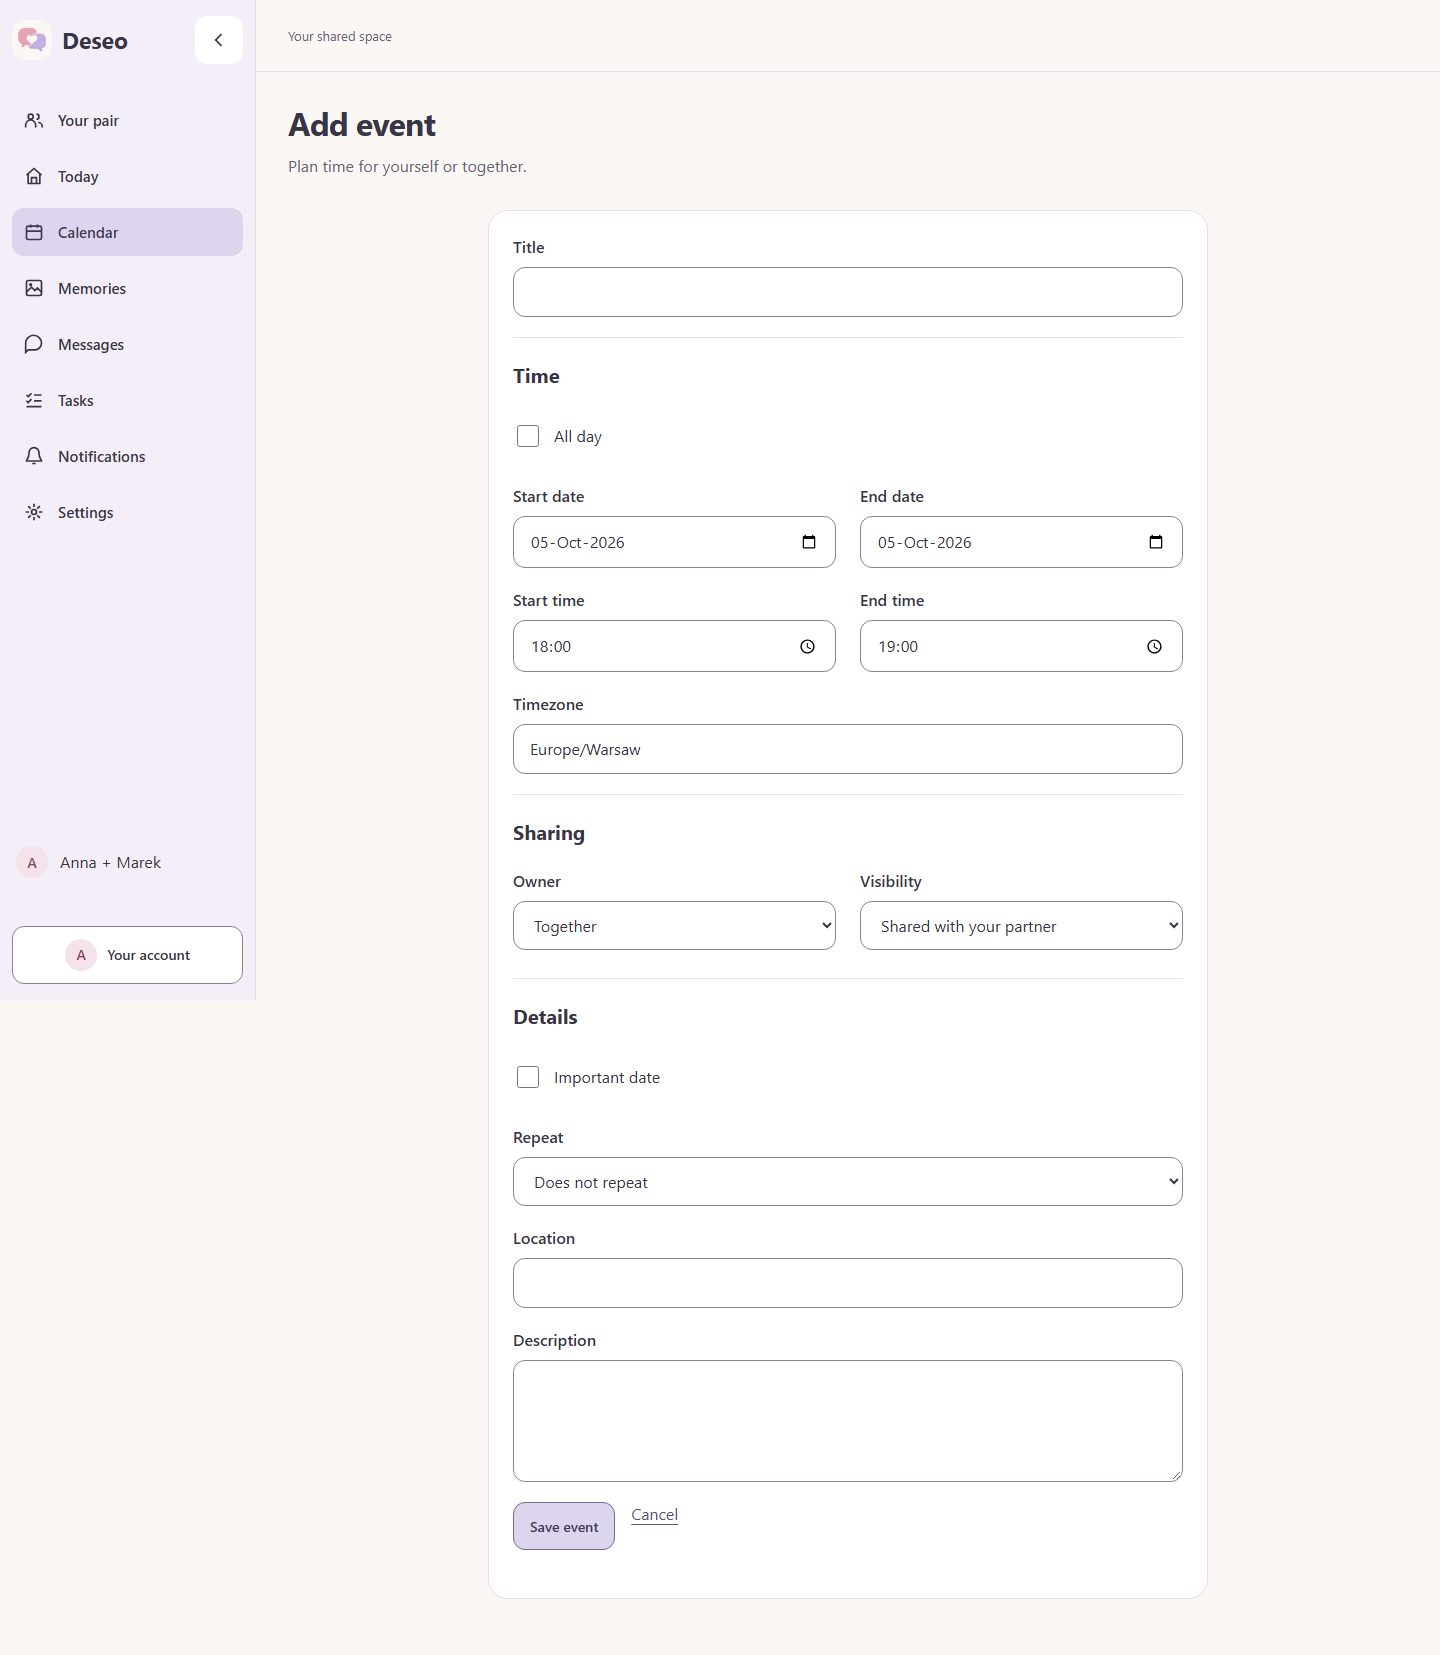 Deseo
Your pair
Today
Calendar
Memories
Messages
Tasks
Notifications
Settings
A Anna + Marek
A Your account
Your shared space
Add event
Plan time for yourself or together.
Title
Time
All day
Start date End date
05-Oct-2026 05-Oct-2026
Start time End time
18:00 19:00
Timezone
Europe/Warsaw
Sharing
Owner Visibility
Together Shared with your partner
Details
Important date
Repeat
Does not repeat
Location
Description
Save event Cancel